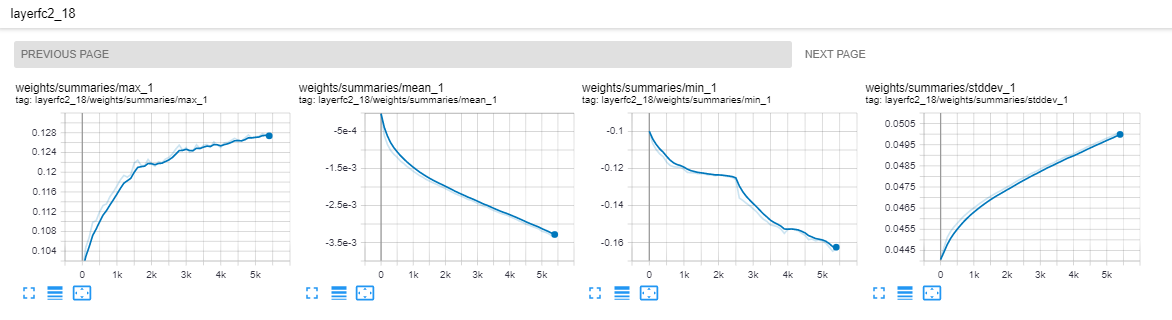 layerfc2_18
PREVIOUS PAGE NEXT PAGE
weights/summaries/max_1
tag: layerfc2_18/weights/summaries/max_1
0.128
0.124
0.12
0.116
0.112
0.108
0.104
0 1k 2k 3k 4k 5k
weights/summaries/mean_1
tag: layerfc2_18/weights/summaries/mean_1
-5e-4
-1.5e-3
-2.5e-3
-3.5e-3
0 1k 2k 3k 4k 5k
weights/summaries/min_1
tag: layerfc2_18/weights/summaries/min_1
-0.1
-0.12
-0.14
-0.16
0 1k 2k 3k 4k 5k
weights/summaries/stddev_1
tag: layerfc2_18/weights/summaries/stddev_1
0.0505
0.0495
0.0485
0.0475
0.0465
0.0455
0.0445
0 1k 2k 3k 4k 5k